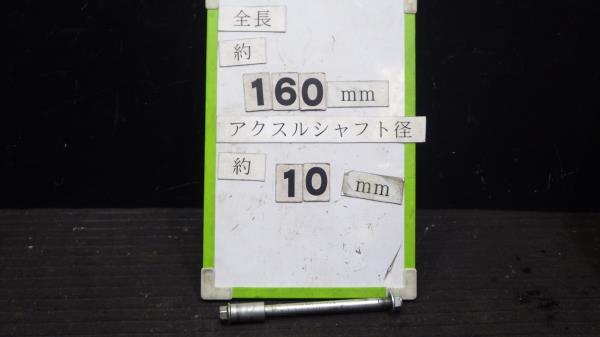 全長
約
160 mm
アクスルシャフト径
約 10 mm